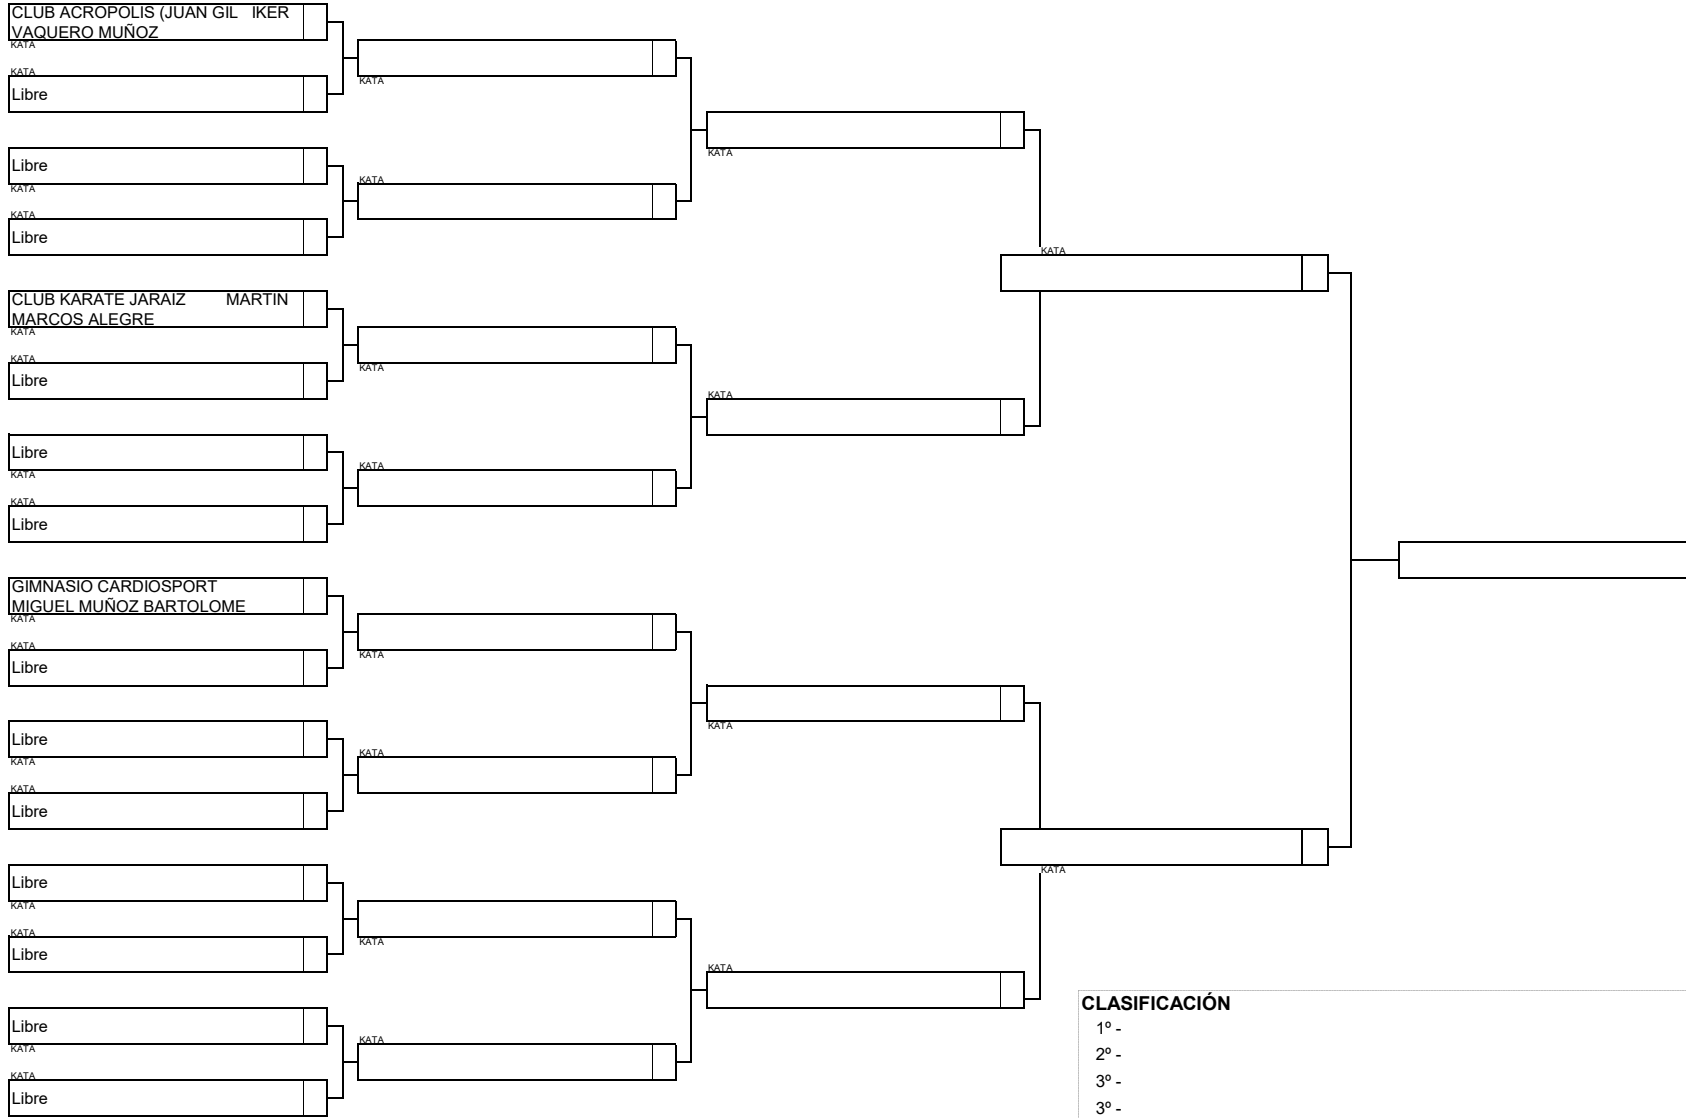 CLUB ACROPOLIS (JUAN GIL IKER
VAQUERO MUÑOZ
KATA
KATA
Libre
Libre
KATA
KATA
Libre
CLUB KARATE JARAIZ MARTIN
MARCOS ALEGRE
KATA
KATA
Libre
Libre
KATA
KATA
Libre
GIMNASIO CARDIOSPORT
MIGUEL MUÑOZ BARTOLOME
KATA
KATA
Libre
Libre
KATA
KATA
Libre
Libre
KATA
KATA
Libre
Libre
KATA
KATA
Libre
KATA
KATA
KATA
KATA
KATA
KATA
KATA
KATA
KATA
KATA
KATA
KATA
KATA
KATA
CLASIFICACIÓN
1º -
2º -
3º -
3º -